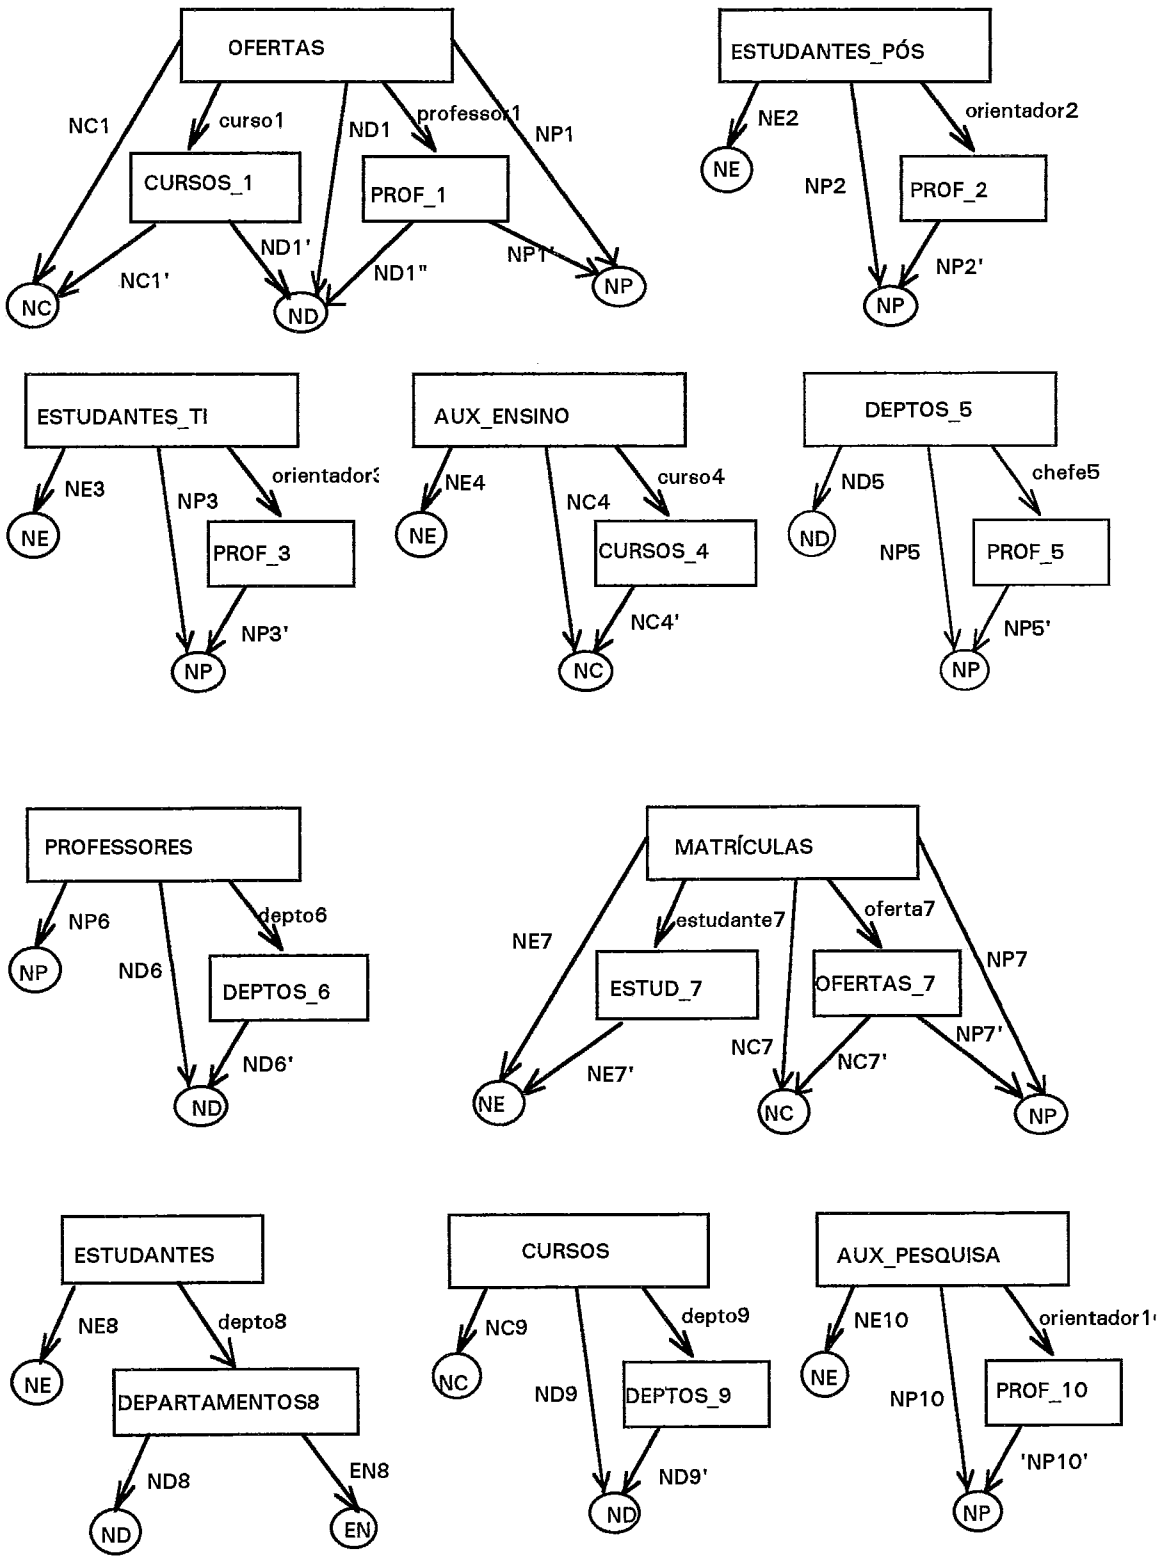 OFERTAS
ESTUDANTES_PÓS
NC1
curso1
ND1
professor1
NP1
NE2
orientador2
CURSOS_1
PROF_1
NE
NP2
PROF_2
NC1'
ND1'
ND1"
NP1'
NP2'
NC
ND
NP
NP
ESTUDANTES_TI
AUX_ENSINO
DEPTOS_5
NE3
NP3
orientador3
NE4
NC4
curso4
ND5
chefe5
NE
PROF_3
NE
CURSOS_4
ND
NP5
PROF_5
NP3'
NC4'
NP5'
NP
NC
NP
PROFESSORES
MATRÍCULAS
NP6
depto6
NE7
estudante7
oferta7
NP7
NP
ND6
DEPTOS_6
ESTUD_7
OFERTAS_7
ND6'
NE7'
NC7
NC7'
NP7'
ND
NE
NC
NP
ESTUDANTES
CURSOS
AUX_PESQUISA
NE8
depto8
NC9
depto9
NE10
orientador1
NE
DEPARTAMENTOS8
NC
ND9
DEPTOS_9
NE
NP10
PROF_10
ND8
EN8
ND9'
'NP10'
ND
EN
ND
NP